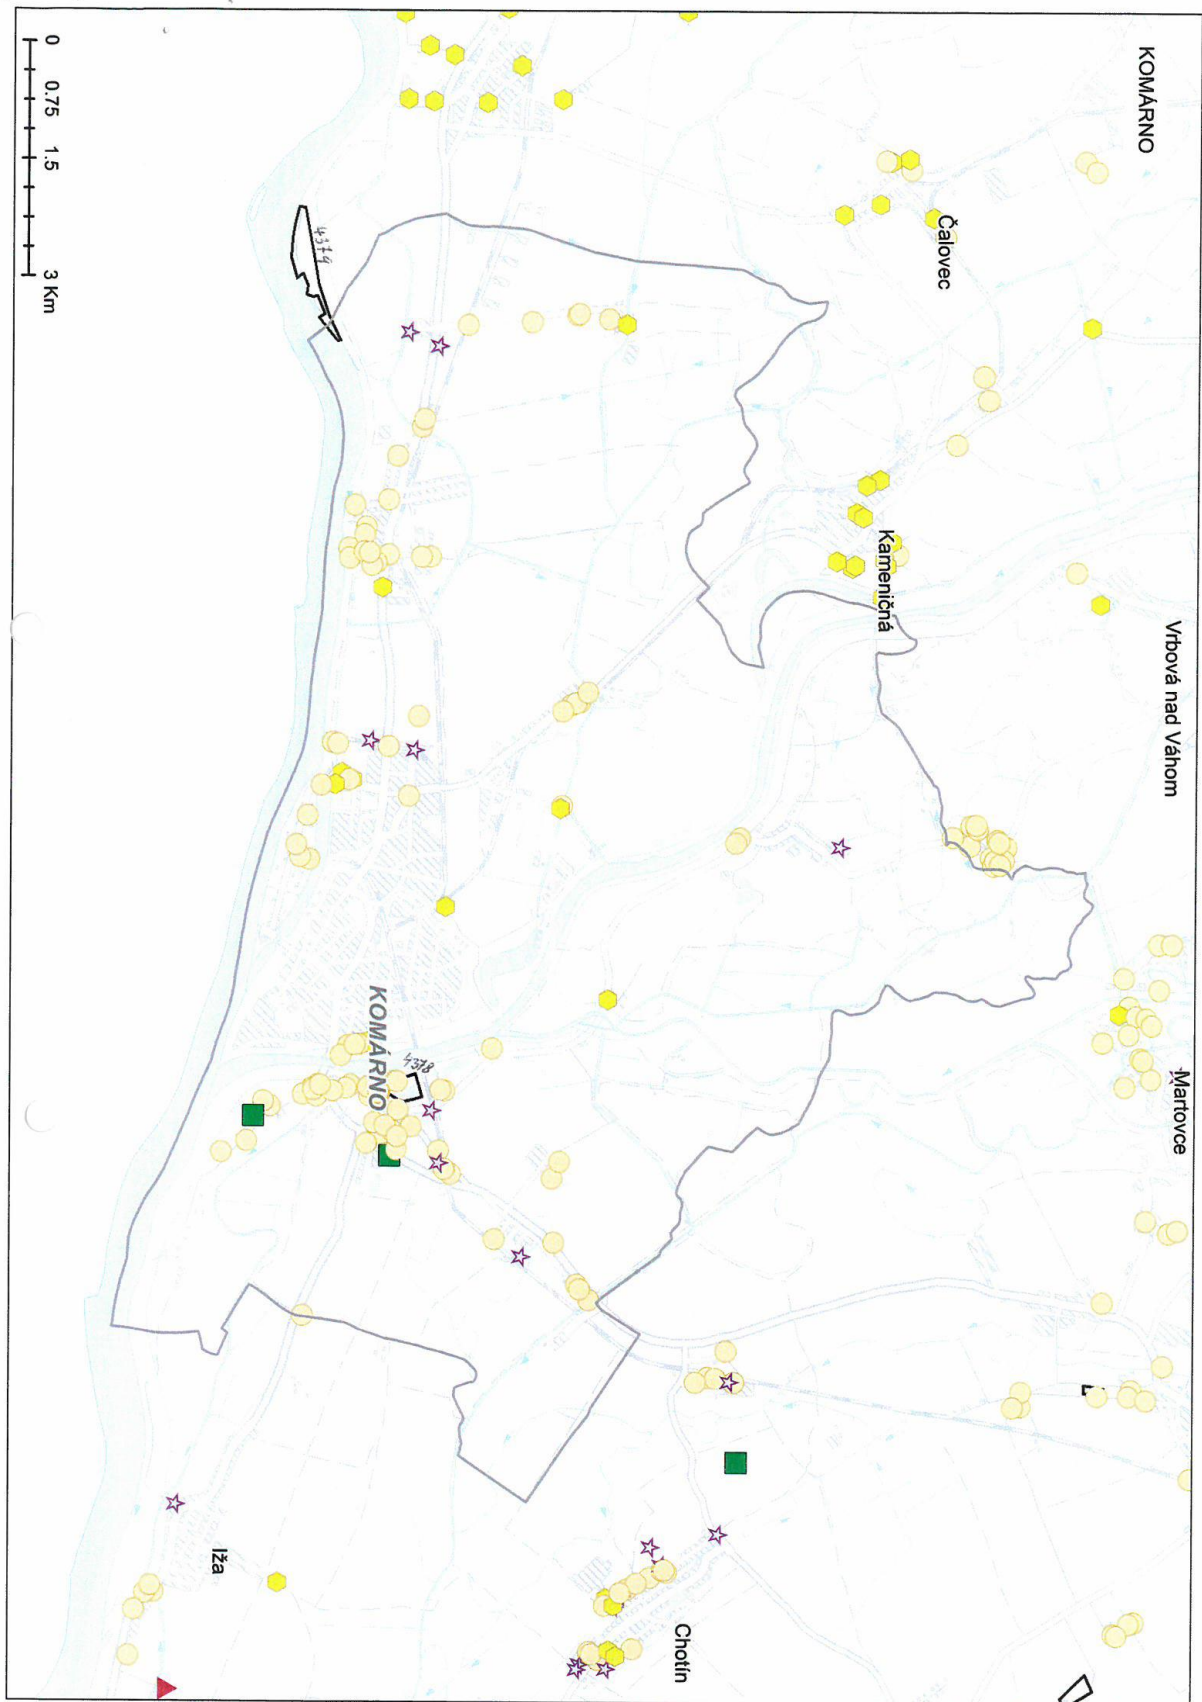 KOMÁRNO
Vrbová nad Váhom
Martovce
Čalovec
Kameničná
Chotín
KOMÁRNO
4378
4379
Iža
0 0.75 1.5 3 Km